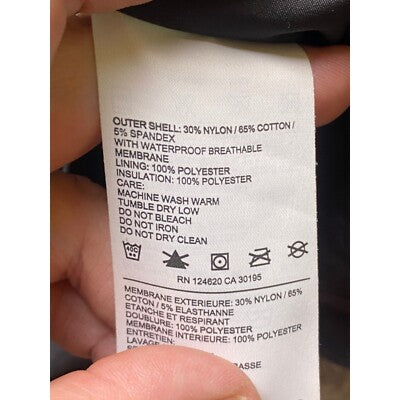 OUTER SHELL: 30% NYLON / 65% COTTON /
5% SPANDEX
WITH WATERPROOF BREATHABLE
MEMBRANE
LINING: 100% POLYESTER
INSULATION: 100% POLYESTER
CARE:
MACHINE WASH WARM
TUMBLE DRY LOW
DO NOT BLEACH
DO NOT IRON
DO NOT DRY CLEAN
40C
RN 124620 CA 30195
MEMBRANE EXTERIEURE: 30% NYLON / 65%
COTTON / 5% ELASTHANNE
ETANCHE ET RESPIRANT
DOUBLURE: 100% POLYESTER
MEMBRANE INTERIEURE: 100% POLYESTER
LAVAGE
BASSE